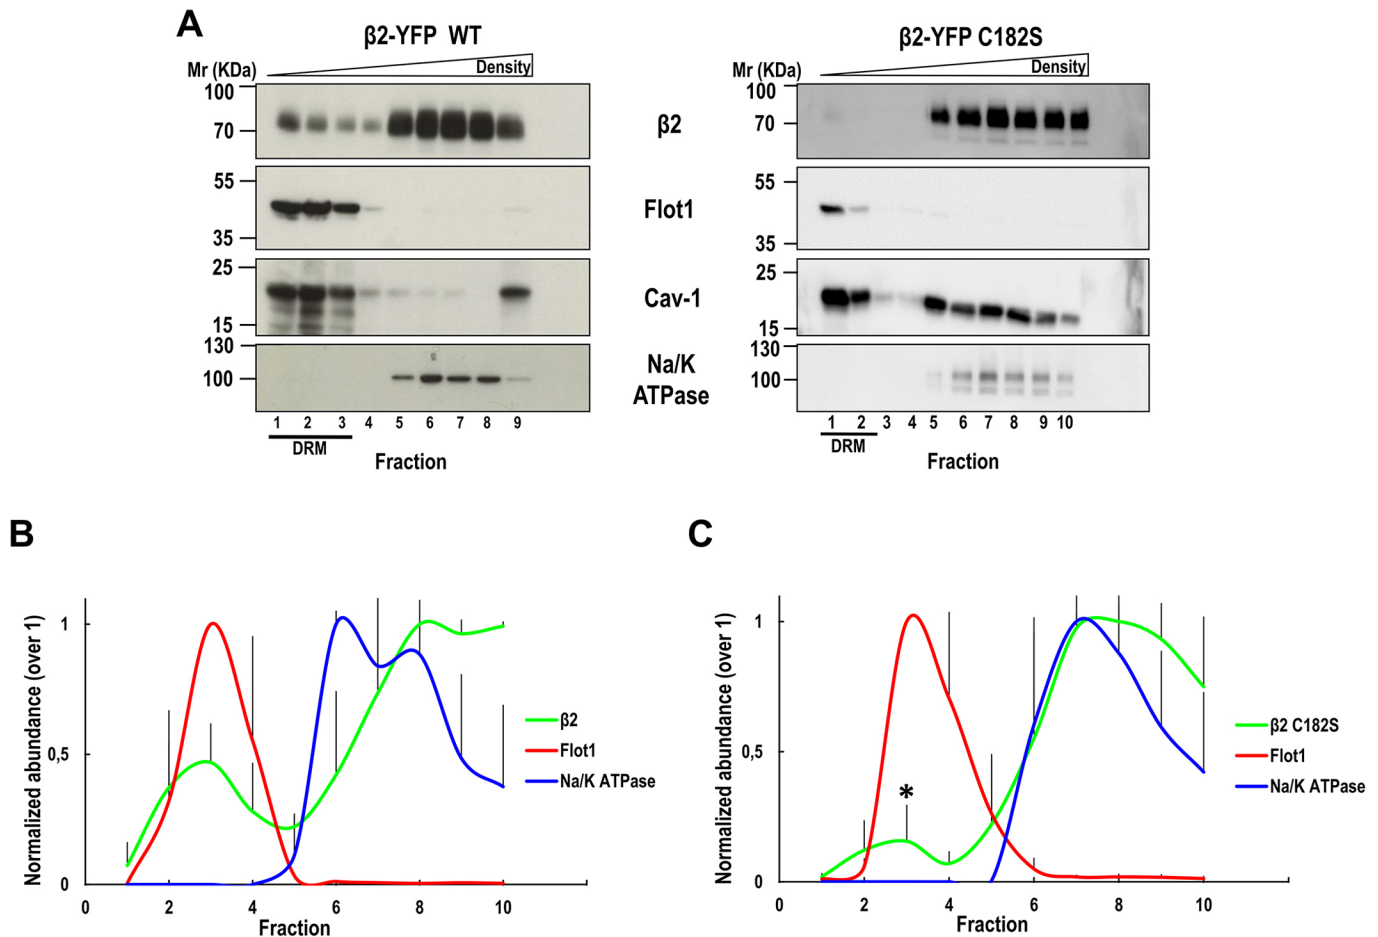 A
β2-YFP WT
Mr (KDa)
Density
100
70
55
35
25
15
130
100
1 2 3 4 5 6 7 8 9
DRM
Fraction
β2
Flot1
Cav-1
Na/K
ATPase
β2-YFP C182S
Mr (KDa)
Density
100
70
55
35
25
15
130
100
1 2 3 4 5 6 7 8 9 10
DRM
Fraction
B
Normalized abundance (over 1)
1
0,5
0
0 2 4 6 8 10
Fraction
β2
Flot1
Na/K ATPase
C
Normalized abundance (over 1)
1
0,5
0
*
0 2 4 6 8 10
Fraction
β2 C182S
Flot1
Na/K ATPase